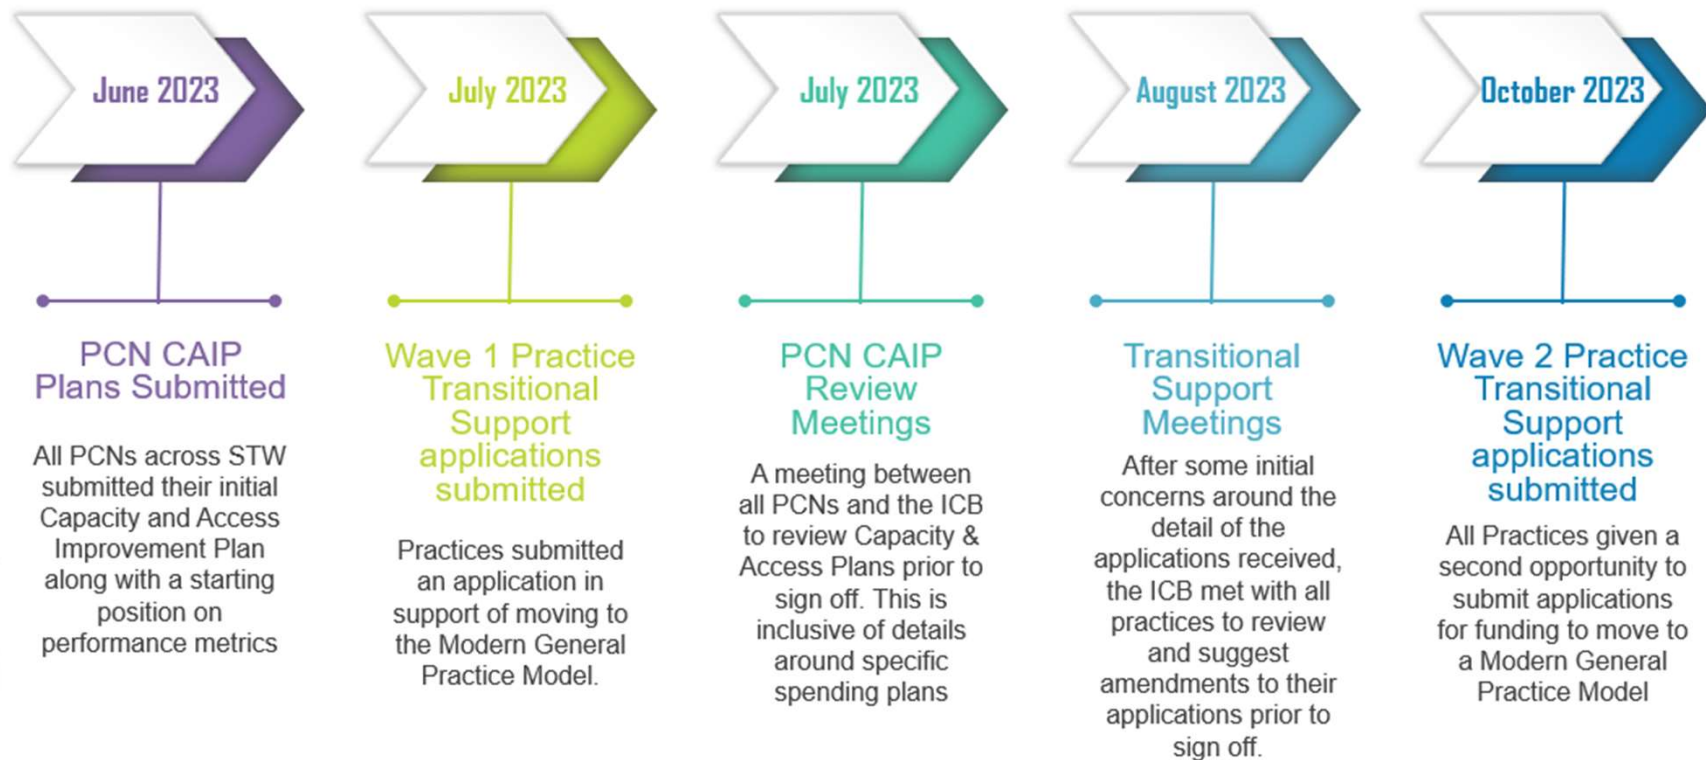 June 2023
PCN CAIP
Plans Submitted
All PCNs across STW
submitted their initial
Capacity and Access
Improvement Plan
along with a starting
position on
performance metrics
July 2023
Wave 1 Practice
Transitional
Support
applications
submitted
Practices submitted
an application in
support of moving to
the Modern General
Practice Model.
July 2023
PCN CAIP
Review
Meetings
A meeting between
all PCNs and the ICB
to review Capacity &
Access Plans prior to
sign off. This is
inclusive of details
around specific
spending plans
August 2023
Transitional
Support
Meetings
After some initial
concerns around the
detail of the
applications received,
the ICB met with all
practices to review
and suggest
amendments to their
applications prior to
sign off.
October 2023
Wave 2 Practice
Transitional
Support
applications
submitted
All Practices given a
second opportunity to
submit applications
for funding to move to
a Modern General
Practice Model